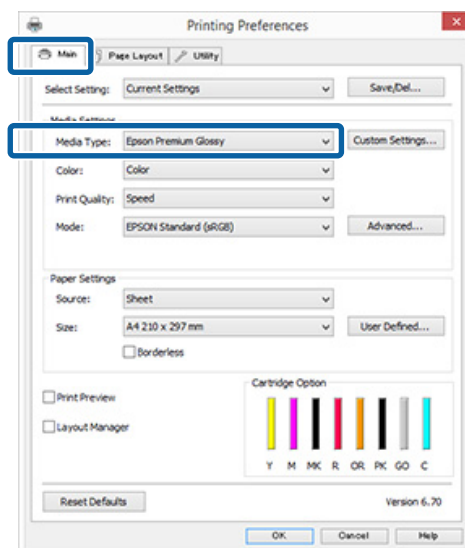 Printing Preferences
Main Page Layout Utility
Select Setting: Current Settings Save/Del...
Media Settings
Media Type: Epson Premium Glossy Custom Settings...
Color: Color
Print Quality: Speed
Mode: EPSON Standard (sRGB) Advanced...
Paper Settings
Source: Sheet
Size: A4 210 x 297 mm User Defined...
Borderless
Cartridge Option
Print Preview
Layout Manager
Y M MK R OR PK GO C
Reset Defaults Version 6.70
OK Cancel Help